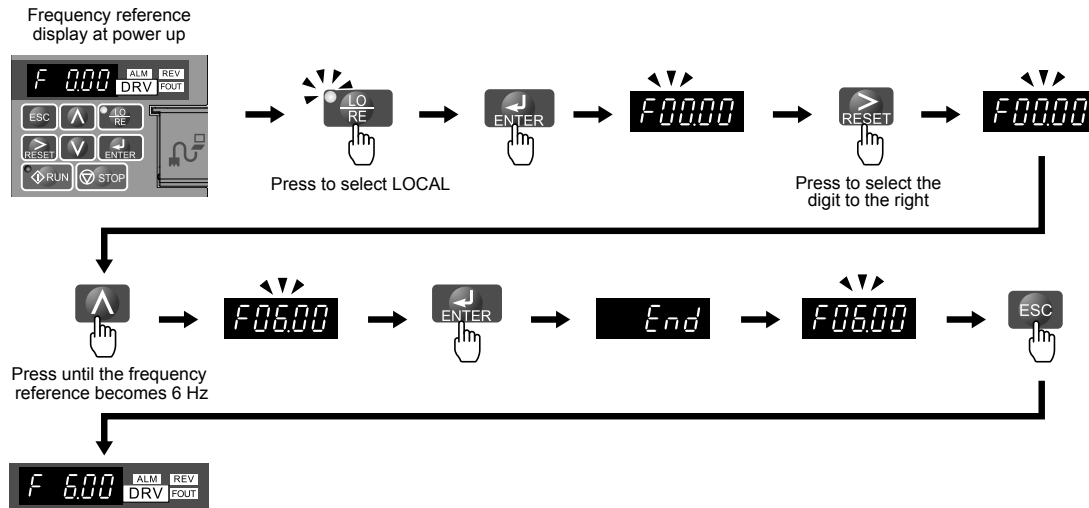 Frequency reference
display at power up
F 0.00
ALM REV
DRV FOUT
ESC
LO
RE
RESET
ENTER
RUN
STOP
LO
RE
Press to select LOCAL
ENTER
F00.00
RESET
Press to select the
digit to the right
F00.00
Press until the frequency
reference becomes 6 Hz
F06.00
ENTER
End
F06.00
ESC
F 6.00
ALM REV
DRV FOUT